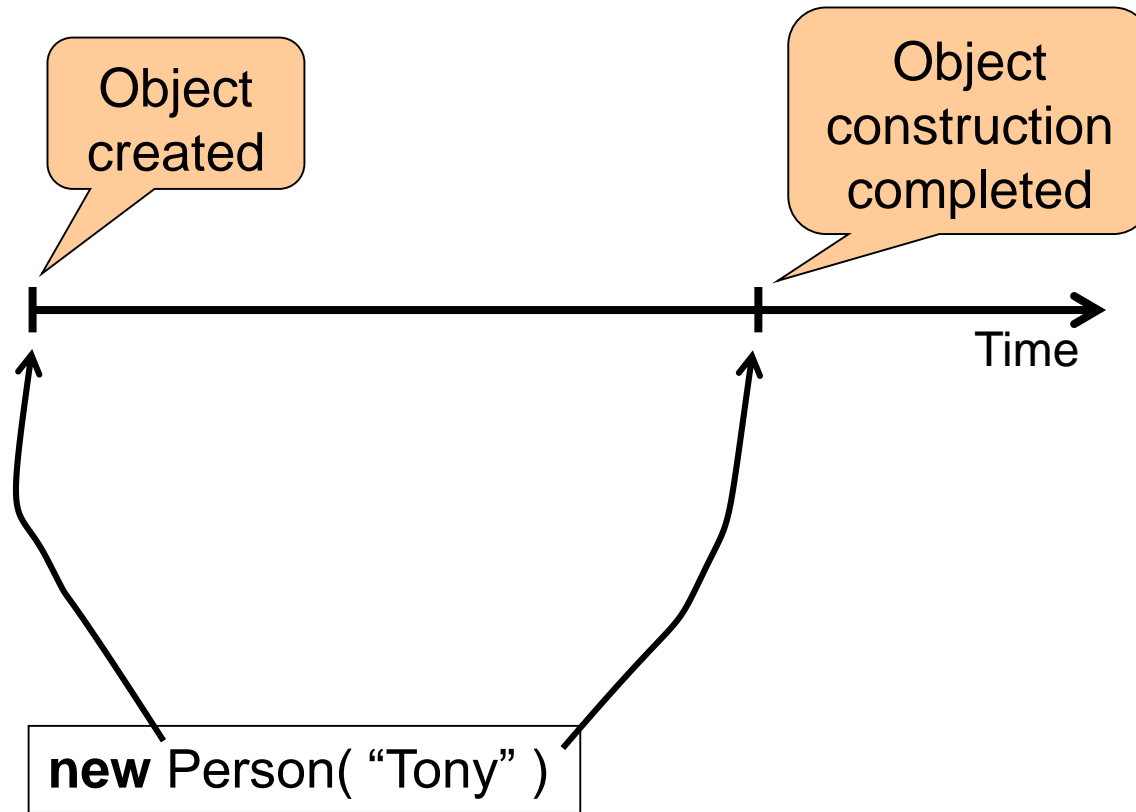 Object
created
Object
construction
completed
Time
new Person( “Tony” )